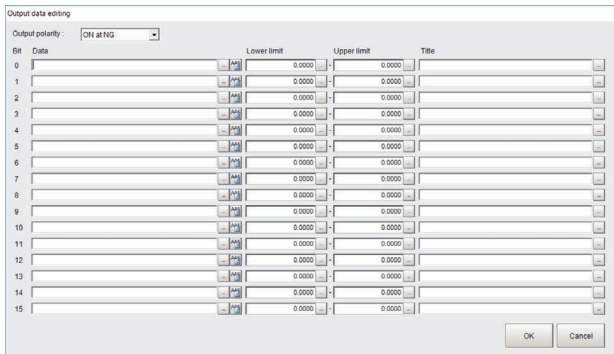 Output data editing
Output polarity : ON at NG
Bit Data Lower limit Upper limit Title
0 ... 0.0000 ... - 0.0000 ... ...
1 ... 0.0000 ... - 0.0000 ... ...
2 ... 0.0000 ... - 0.0000 ... ...
3 ... 0.0000 ... - 0.0000 ... ...
4 ... 0.0000 ... - 0.0000 ... ...
5 ... 0.0000 ... - 0.0000 ... ...
6 ... 0.0000 ... - 0.0000 ... ...
7 ... 0.0000 ... - 0.0000 ... ...
8 ... 0.0000 ... - 0.0000 ... ...
9 ... 0.0000 ... - 0.0000 ... ...
10 ... 0.0000 ... - 0.0000 ... ...
11 ... 0.0000 ... - 0.0000 ... ...
12 ... 0.0000 ... - 0.0000 ... ...
13 ... 0.0000 ... - 0.0000 ... ...
14 ... 0.0000 ... - 0.0000 ... ...
15 ... 0.0000 ... - 0.0000 ... ...
OK Cancel